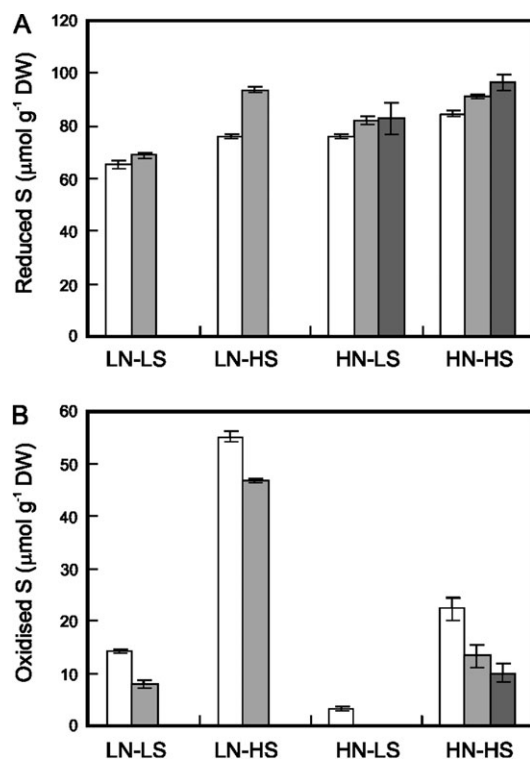 A
Reduced S (μmol g⁻¹ DW)
120
100
80
60
40
20
0
LN-LS LN-HS HN-LS HN-HS
B
Oxidised S (μmol g⁻¹ DW)
60
50
40
30
20
10
0
LN-LS LN-HS HN-LS HN-HS